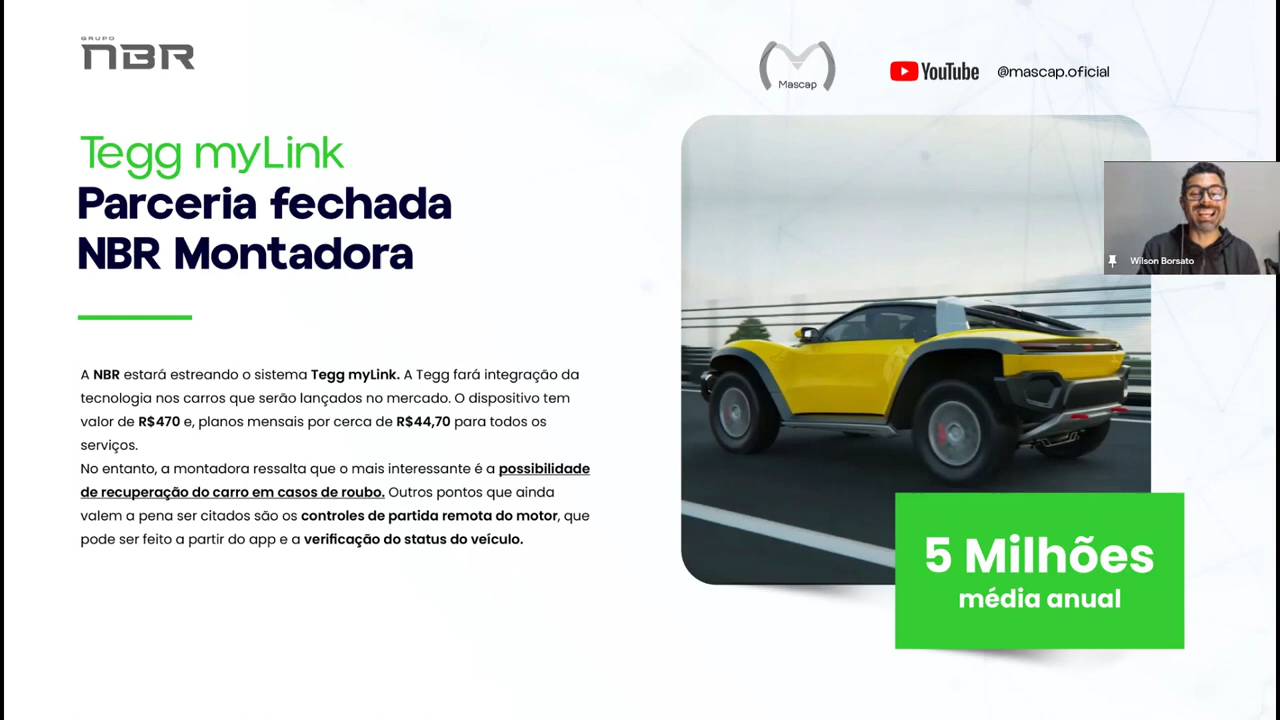 GRUPO
NBR
Mascap
YouTube @mascap.oficial
Tegg myLink
Parceria fechada
NBR Montadora
Wilson Borsato
A NBR estará estreando o sistema Tegg myLink. A Tegg fará integração da
tecnologia nos carros que serão lançados no mercado. O dispositivo tem
valor de R$470 e, planos mensais por cerca de R$44,70 para todos os
serviços.
No entanto, a montadora ressalta que o mais interessante é a possibilidade
de recuperação do carro em casos de roubo. Outros pontos que ainda
valem a pena ser citados são os controles de partida remota do motor, que
pode ser feito a partir do app e a verificação do status do veículo.
5 Milhões
média anual